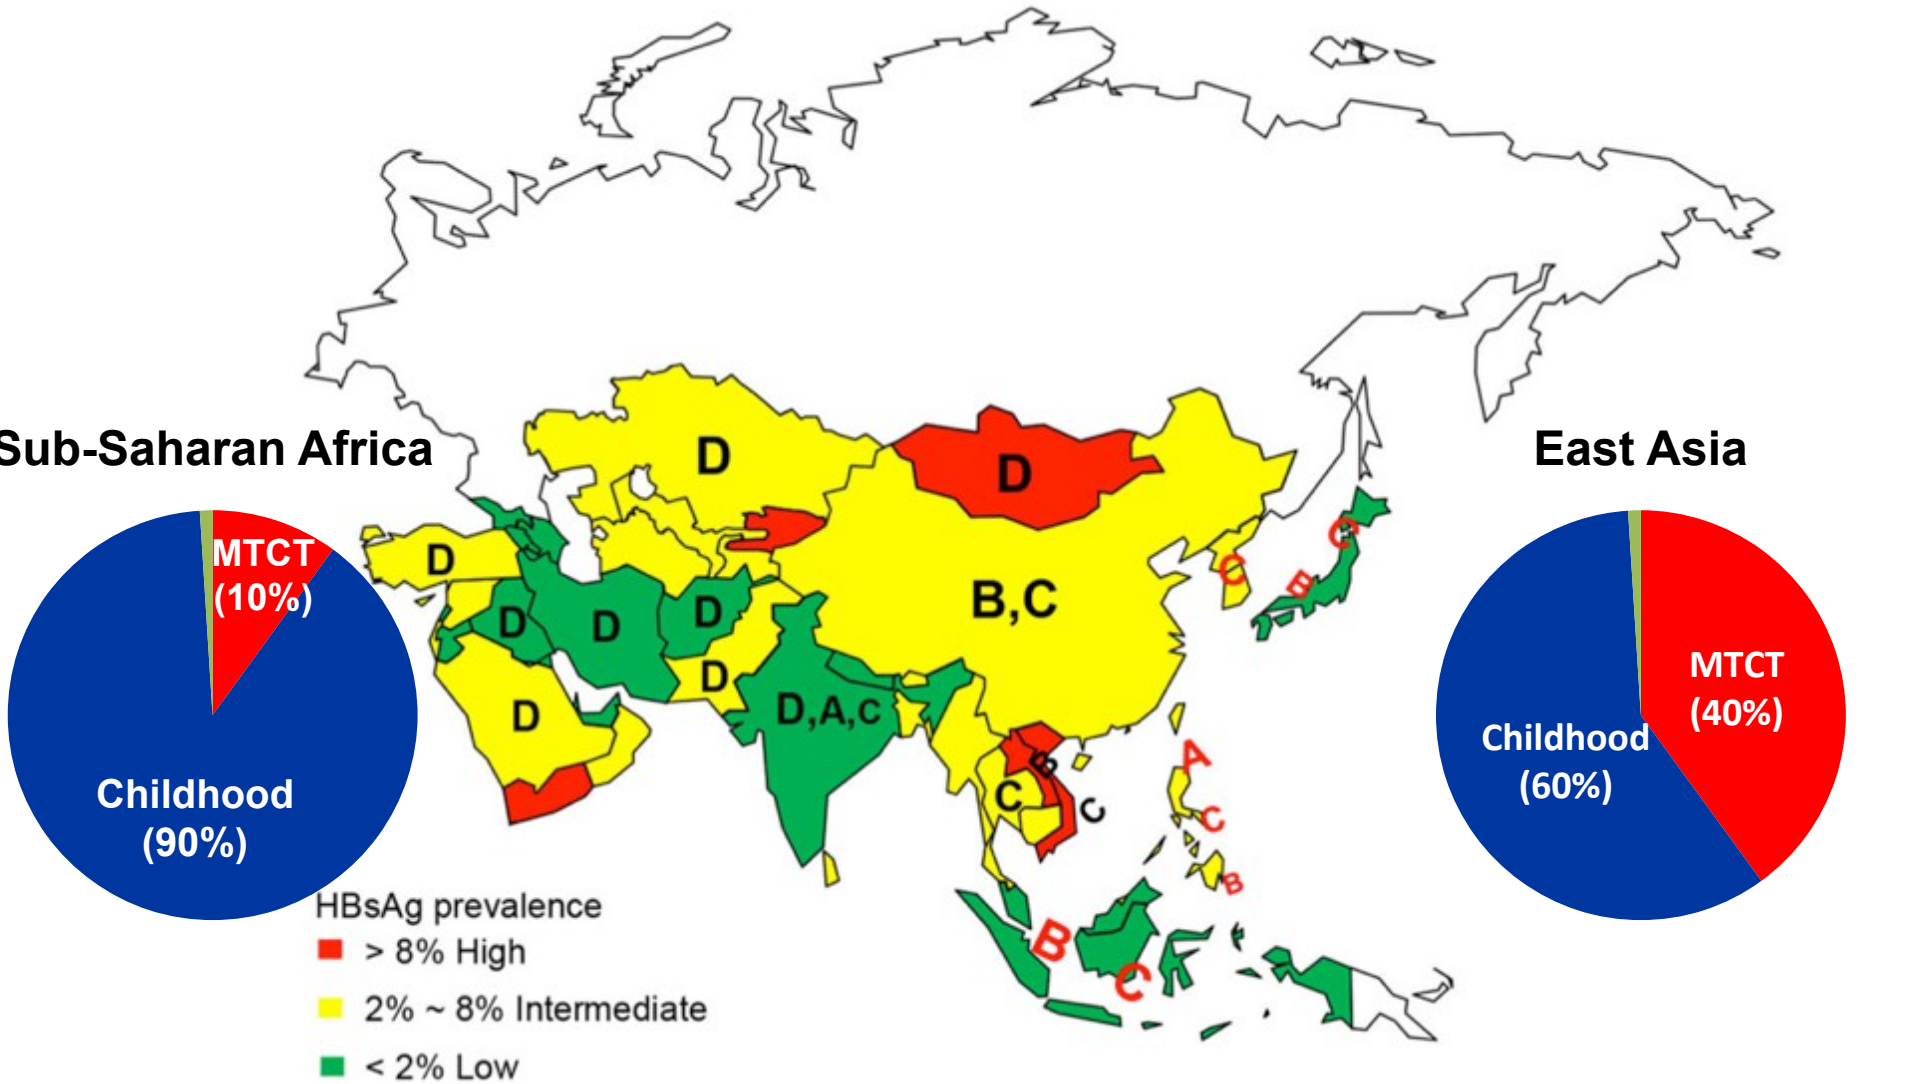 Sub-Saharan Africa
MTCT
(10%)
Childhood
(90%)
East Asia
MTCT
(40%)
Childhood
(60%)
D
D
D
D
D
D
D
D
B,C
D,A,c
C
B
C
C
C
B
A
C
B
B
C
HBsAg prevalence
> 8% High
2% ~ 8% Intermediate
< 2% Low